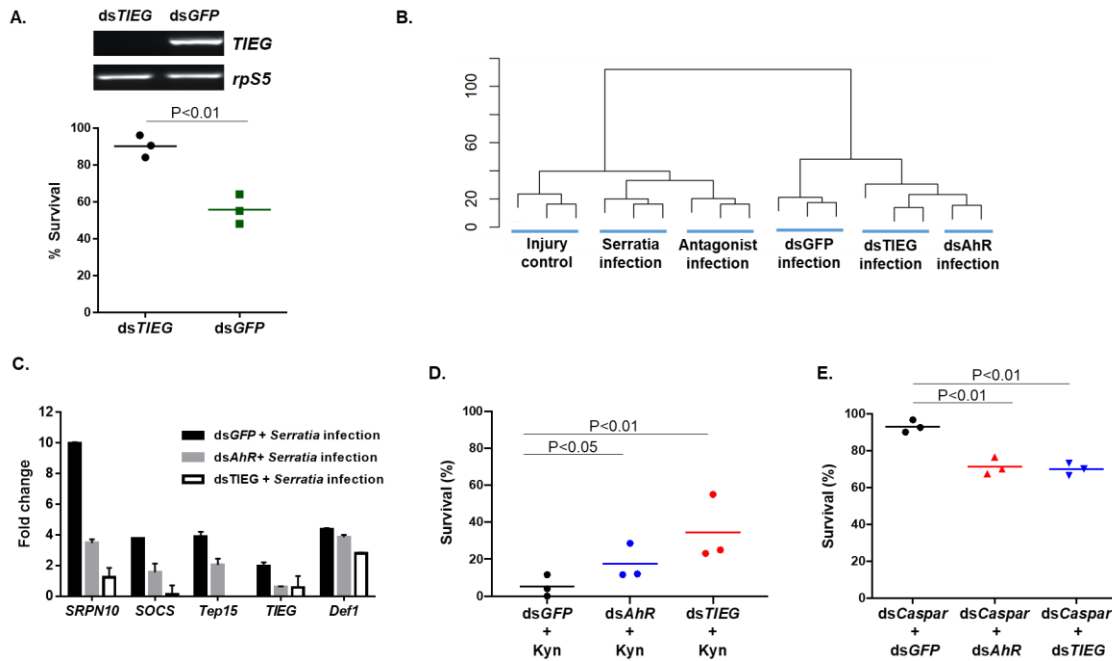 A.
dsTIEG dsGFP
TIEG
rpS5
P<0.01
100
80
60
40
20
0
% Survival
dsTIEG dsGFP
B.
100
60
40
20
0
Injury control
Serratia infection
Antagonist infection
dsGFP infection
dsTIEG infection
dsAhR infection
C.
12
10
8
6
4
2
0
Fold change
dsGFP + Serratia infection
dsAhR+ Serratia infection
dsTIEG + Serratia infection
SRPN10 SOCS Tep15 TIEG Def1
D.
P<0.01
P<0.05
100
80
60
40
20
0
Survival (%)
dsGFP + Kyn
dsAhR + Kyn
dsTIEG + Kyn
E.
P<0.01
P<0.01
100
80
60
40
20
0
Survival (%)
dsCaspar + dsGFP
dsCaspar + dsAhR
dsCaspar + dsTIEG